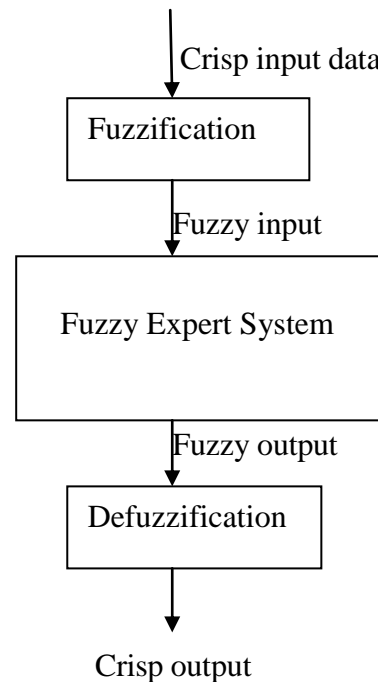 Crisp input data
Fuzzification
Fuzzy input
Fuzzy Expert System
Fuzzy output
Defuzzification
Crisp output